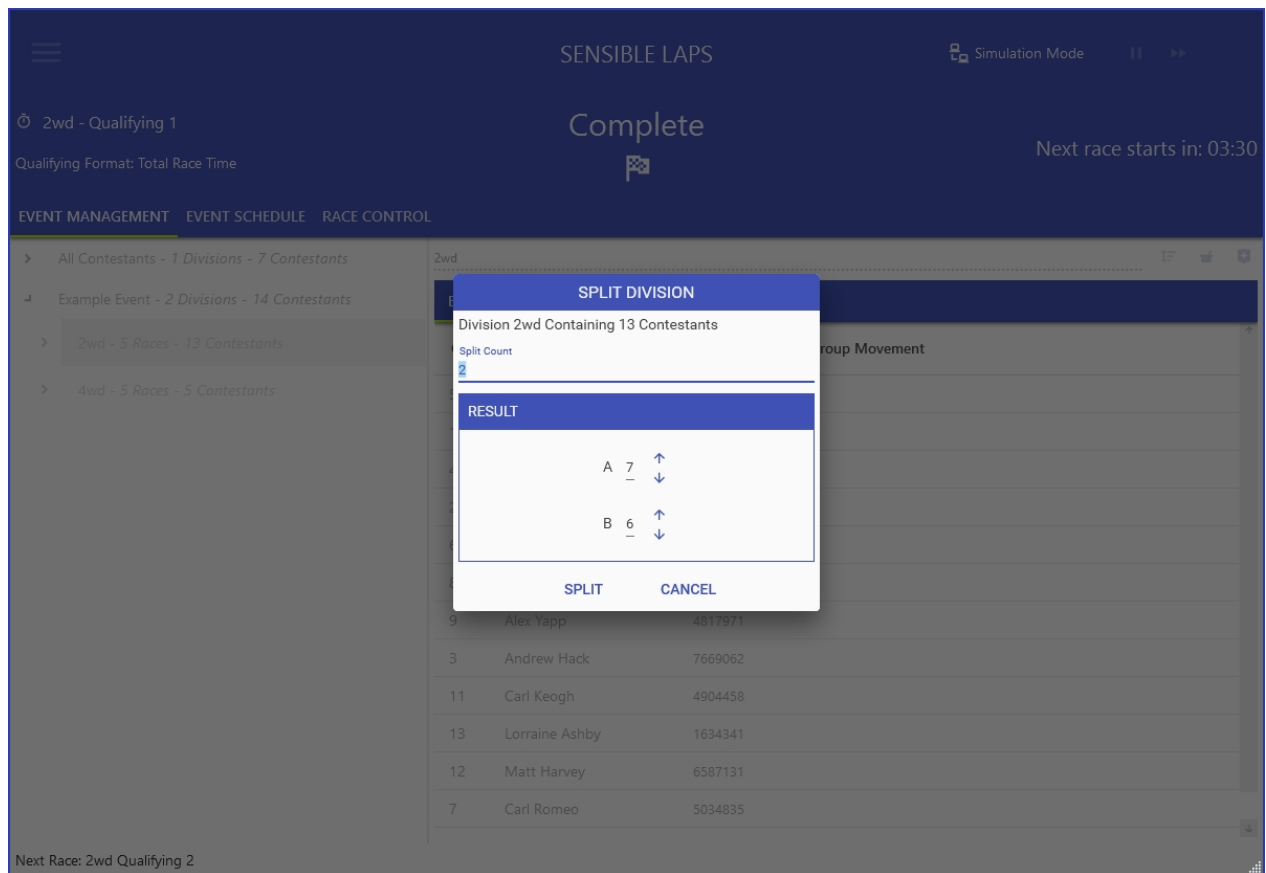 SENSIBLE LAPS
Simulation Mode
2wd - Qualifying 1
Complete
Qualifying Format: Total Race Time
Next race starts in: 03:30
EVENT MANAGEMENT EVENT SCHEDULE RACE CONTROL
All Contestants - 1 Divisions - 7 Contestants
2wd
Example Event - 2 Divisions - 14 Contestants
2wd - 5 Races - 13 Contestants
4wd - 5 Races - 5 Contestants
SPLIT DIVISION
Division 2wd Containing 13 Contestants
Split Count
2
RESULT
A 7
B 6
SPLIT CANCEL
roup Movement
9 Alex Yapp 4817971
3 Andrew Hack 7669062
11 Carl Keogh 4904458
13 Lorraine Ashby 1634341
12 Matt Harvey 6587131
7 Carl Romeo 5034835
Next Race: 2wd Qualifying 2